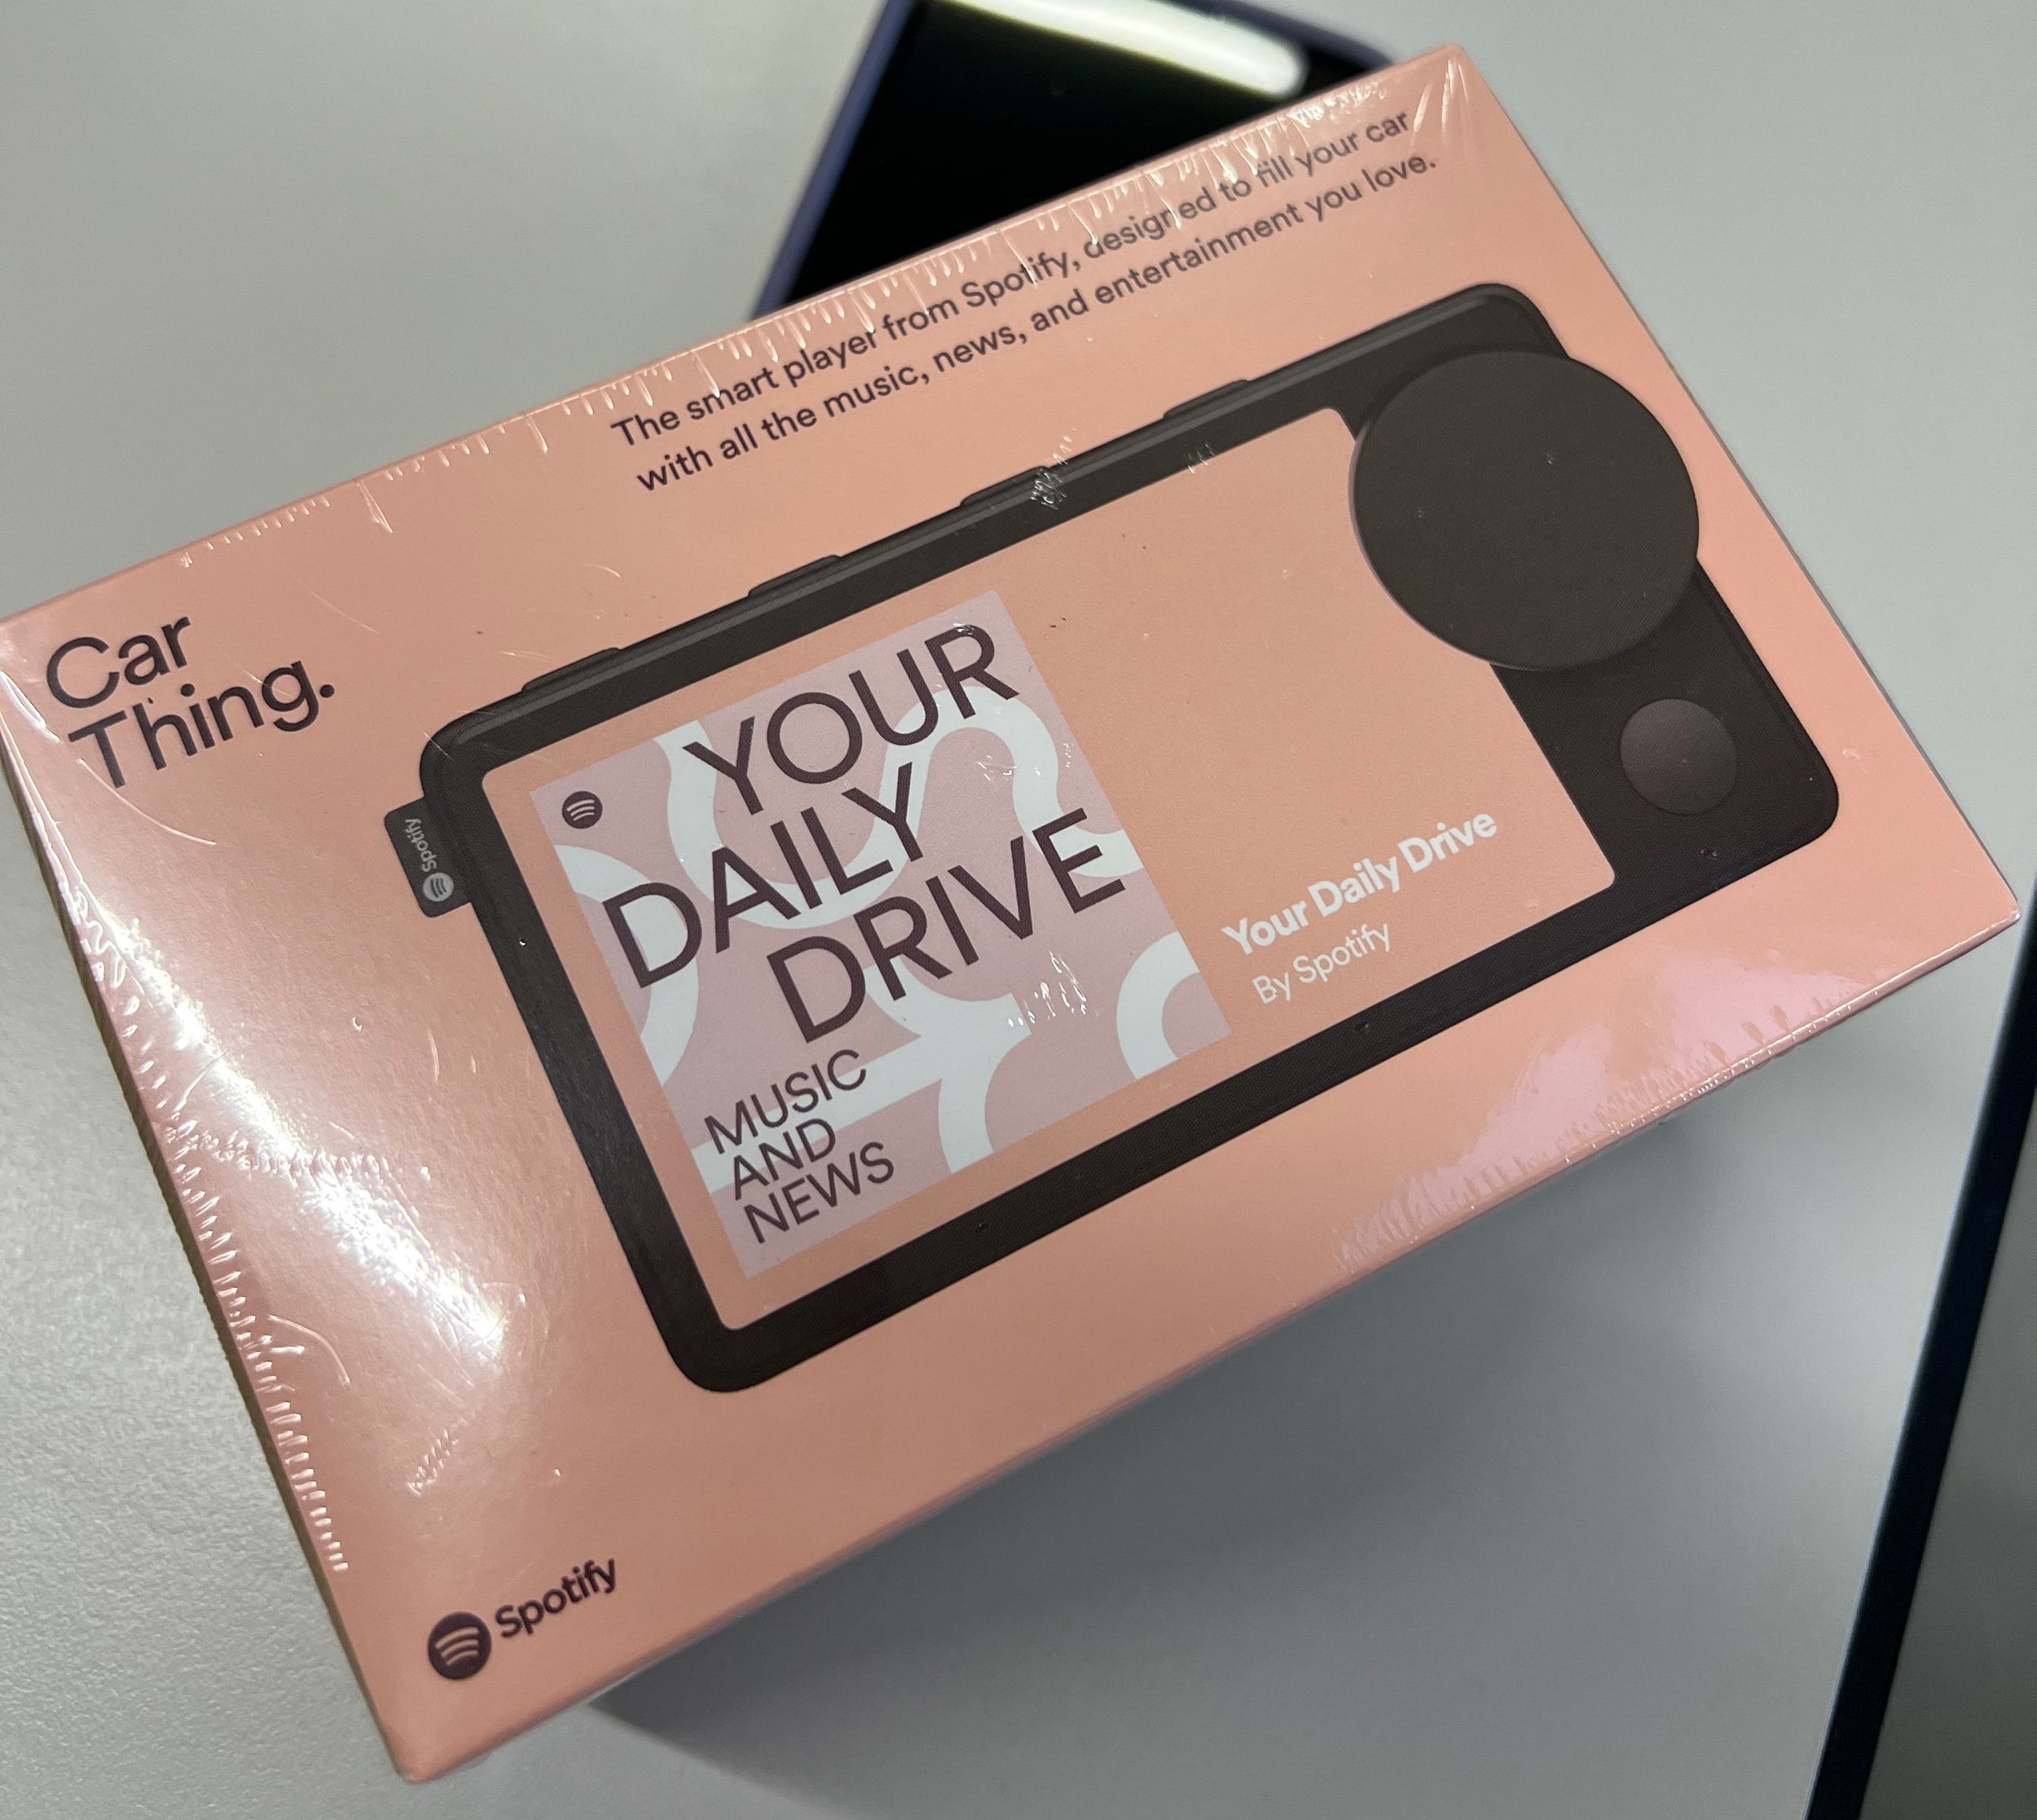 The smart player from Spotify, designed to fill your car
with all the music, news, and entertainment you love.
Car
Thing.
Spotify
YOUR
DAILY
DRIVE
MUSIC
AND
NEWS
Your Daily Drive
By Spotify
Spotify